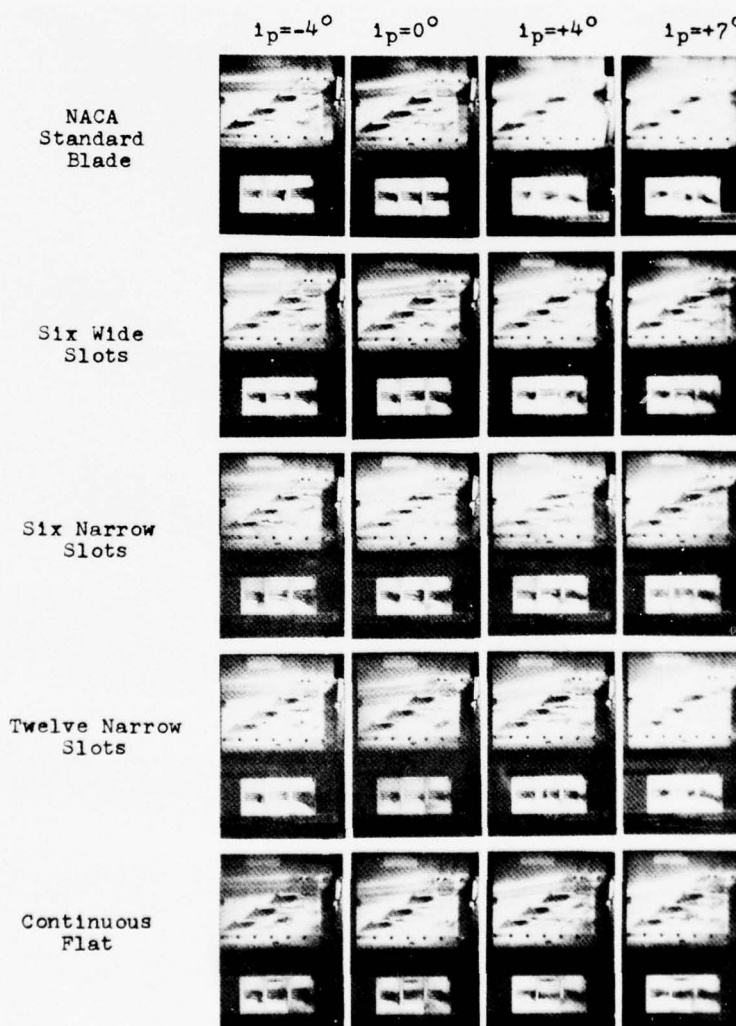 ip=-4° ip=0° ip=+4° ip=+7°
NACA
Standard
Blade
Six Wide
Slots
Six Narrow
Slots
Twelve Narrow
Slots
Continuous
Flat